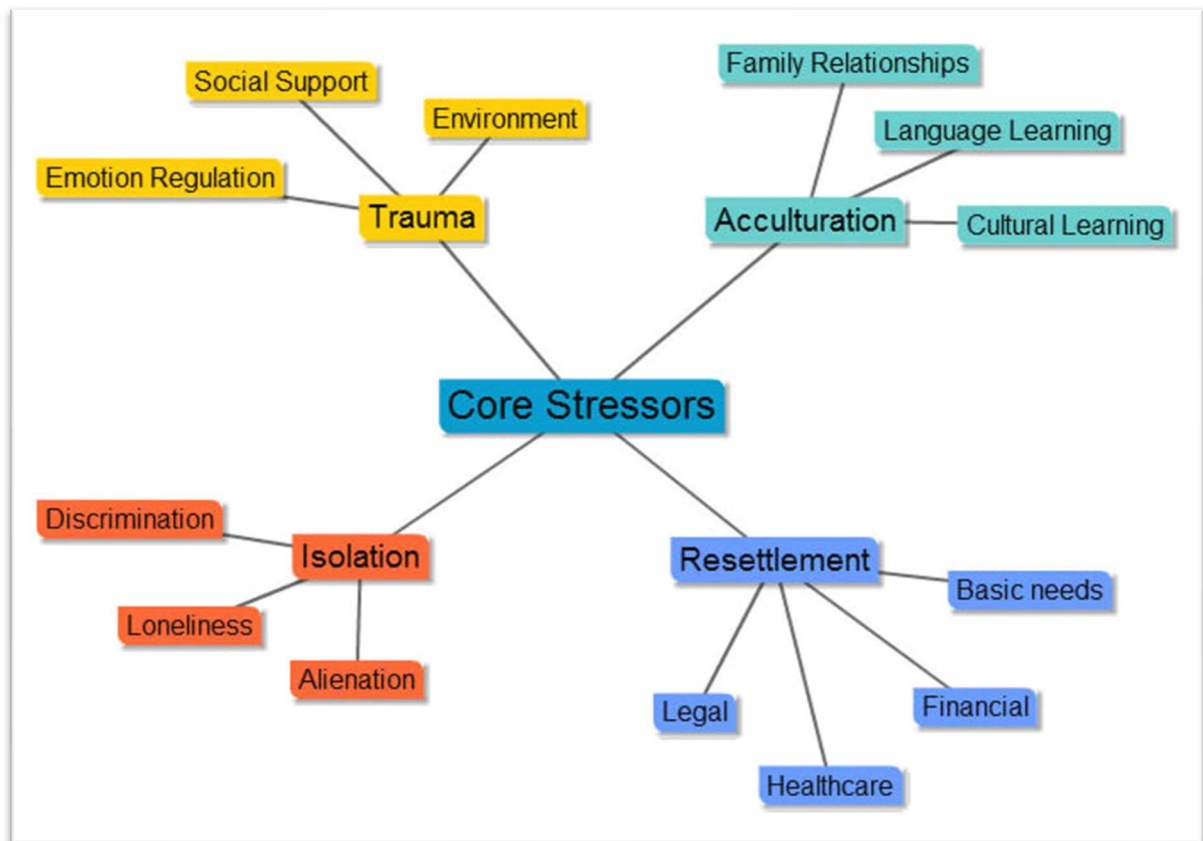 Social Support
Environment
Emotion Regulation
Trauma
Family Relationships
Language Learning
Acculturation
Cultural Learning
Core Stressors
Discrimination
Isolation
Loneliness
Alienation
Resettlement
Basic needs
Legal
Financial
Healthcare